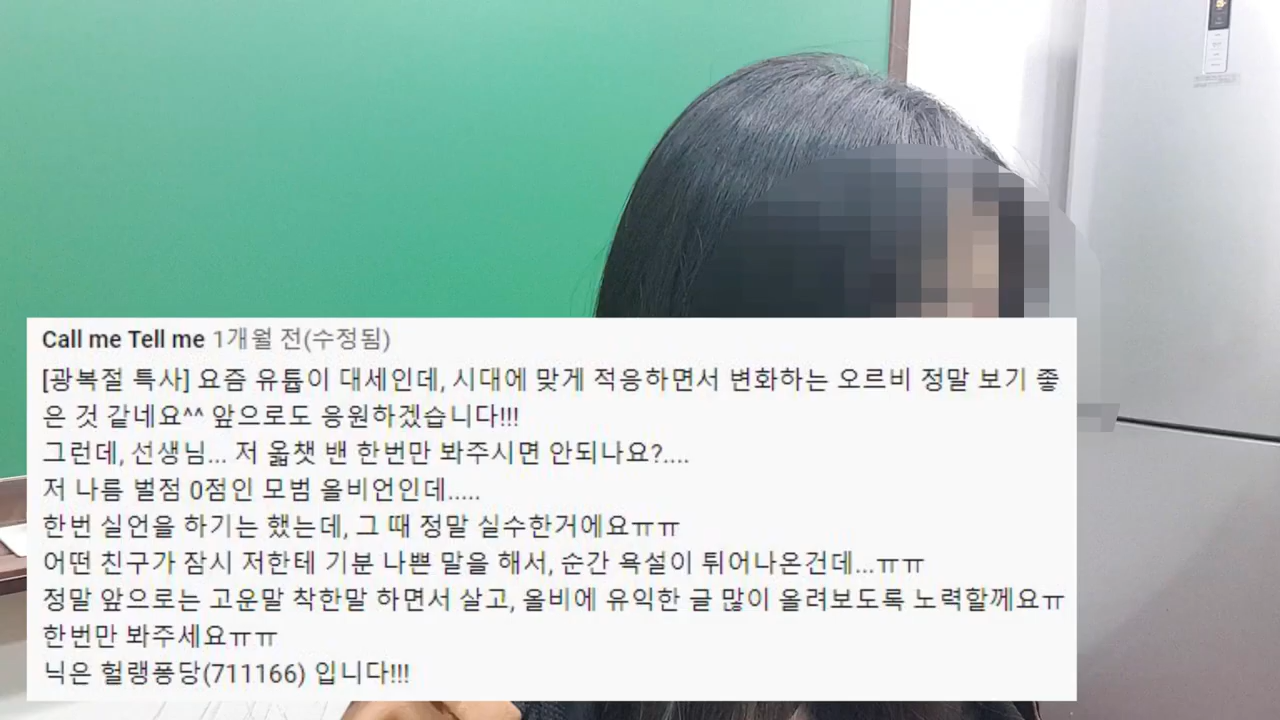 Call me Tell me 1개월 전(수정됨)
[광복절 특사] 요즘 유튭이 대세인데, 시대에 맞게 적응하면서 변화하는 오르비 정말 보기 좋
은 것 같네요^^ 앞으로도 응원하겠습니다!!!
그런데, 선생님... 저 옯챗 밴 한번만 봐주시면 안되나요?....
저 나름 벌점 0점인 모범 올비언인데.....
한번 실언을 하기는 했는데, 그 때 정말 실수한거에요ㅠㅠ
어떤 친구가 잠시 저한테 기분 나쁜 말을 해서, 순간 욕설이 튀어나온건데...ㅠㅠ
정말 앞으로는 고운말 착한말 하면서 살고, 올비에 유익한 글 많이 올려보도록 노력할께요ㅠ
한번만 봐주세요ㅠㅠ
닉은 헐랭퐁당(711166) 입니다!!!